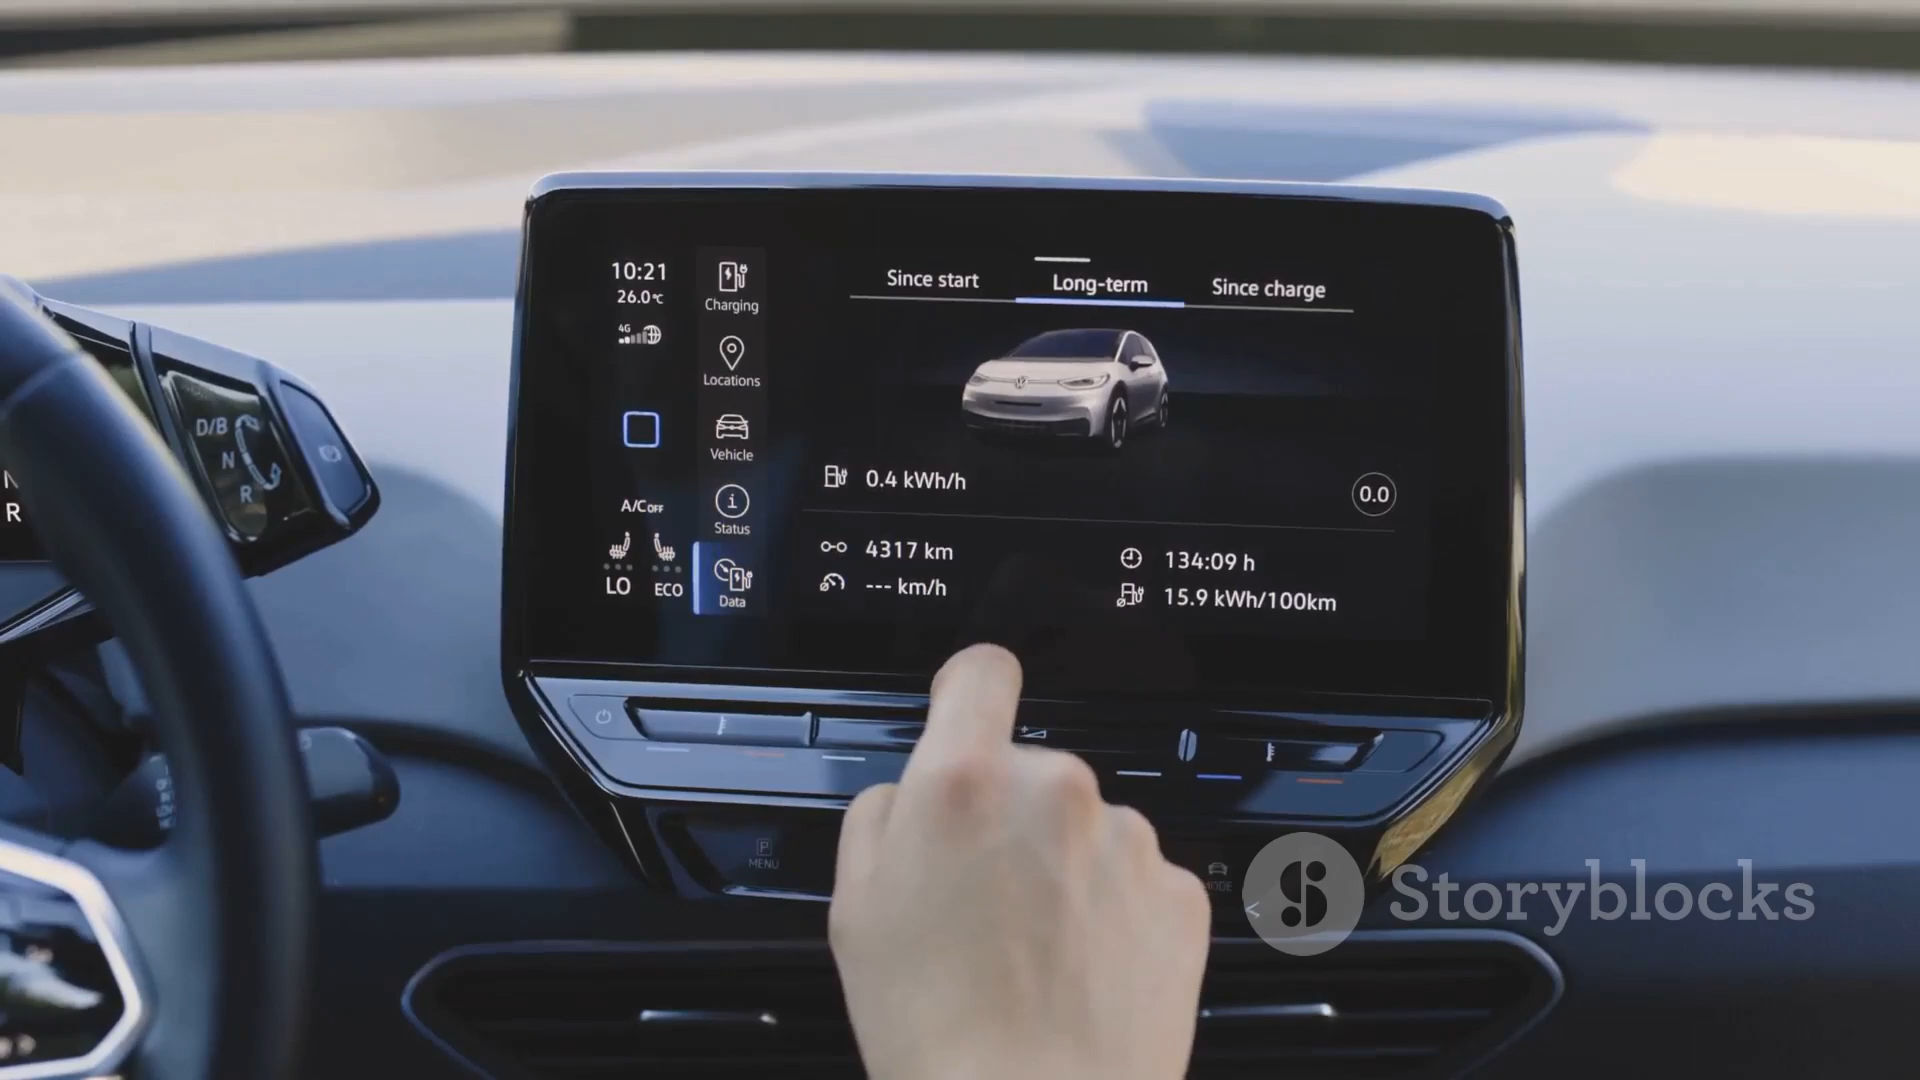 10:21
26.0°C
4G
Charging
Locations
Vehicle
Status
Data
A/C OFF
LO
ECO
Since start
Long-term
Since charge
0.4 kWh/h
0.0
4317 km
134:09 h
--- km/h
15.9 kWh/100km
D/B
N
R
N
R
P
MENU
MODE
Storyblocks